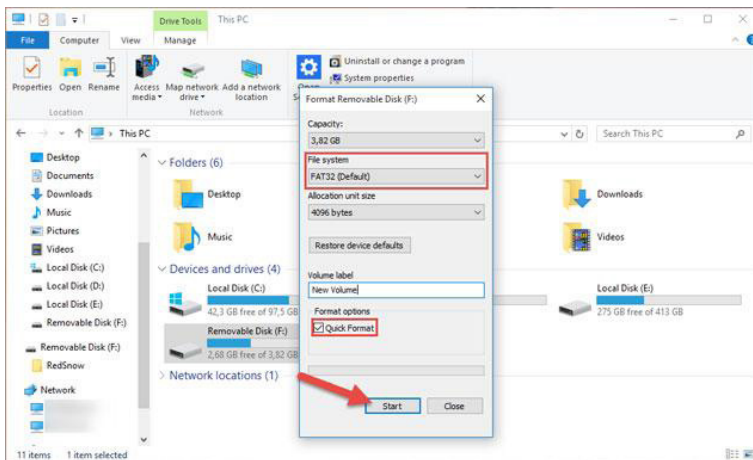 Drive Tools
This PC
File
Computer
View
Manage
Properties
Open
Rename
Access media
Map network drive
Add a network location
Uninstall or change a program
System properties
Location
Network
This PC
Search This PC
Desktop
Documents
Downloads
Music
Pictures
Videos
Local Disk (C:)
Local Disk (D:)
Local Disk (E:)
Removable Disk (F:)
Removable Disk (F:)
RedSnow
Network
Folders (6)
Desktop
Music
Downloads
Videos
Devices and drives (4)
Local Disk (C:)
42,3 GB free of 97,5 GB
Removable Disk (F:)
2,68 GB free of 3,82 GB
Local Disk (E:)
275 GB free of 413 GB
Network locations (1)
Format Removable Disk (F:)
Capacity:
3,82 GB
File system
FAT32 (Default)
Allocation unit size
4096 bytes
Restore device defaults
Volume label
New Volume
Format options
Quick Format
Start
Close
11 items
1 item selected